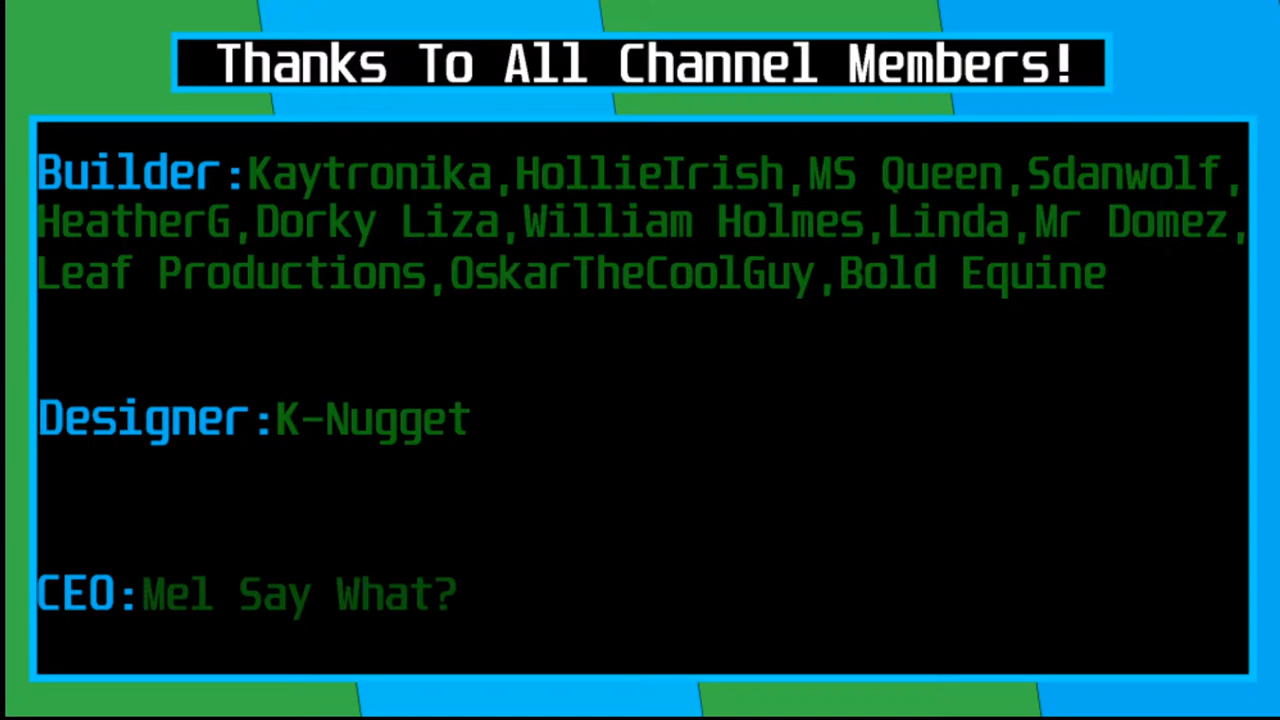 Thanks To All Channel Members!
Builder:Kaytronika,HollieIrish,MS Queen,Sdanwolf,
HeatherG,Dorky Liza,William Holmes,Linda,Mr Domez,
Leaf Productions,OskarTheCoolGuy,Bold Equine
Designer:K-Nugget
CEO:Mel Say What?